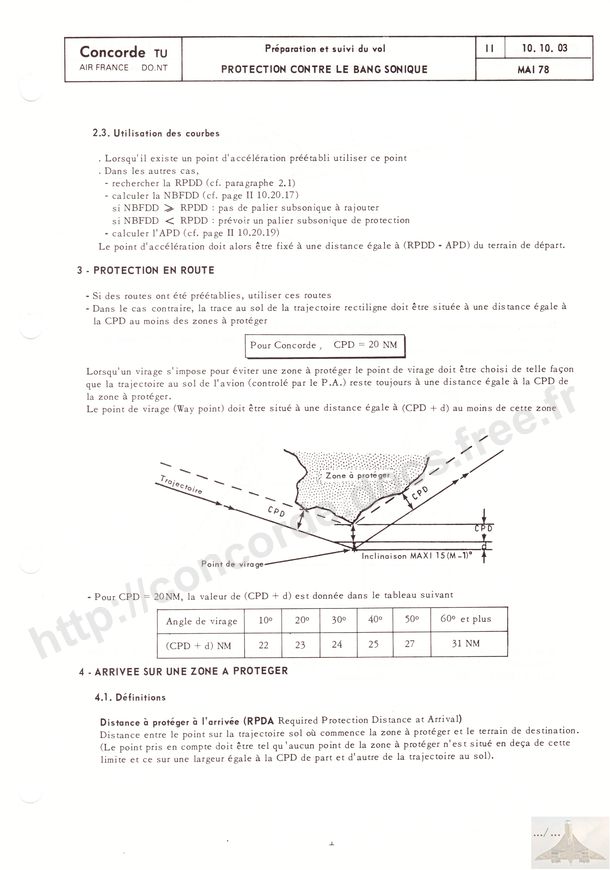 Concorde TU
AIR FRANCE DO.NT
Préparation et suivi du vol
PROTECTION CONTRE LE BANG SONIQUE
II
10. 10. 03
MAI 78
2.3. Utilisation des courbes
. Lorsqu'il existe un point d'accélération préétabli utiliser ce point
. Dans les autres cas,
- rechercher la RPDD (cf. paragraphe 2.1)
- calculer la NBFDD (cf. page II 10.20.17)
si NBFDD ⩾ RPDD : pas de palier subsonique à rajouter
si NBFDD < RPDD : prévoir un palier subsonique de protection
- calculer l'APD (cf. page II 10.20.19)
Le point d'accélération doit alors être fixé à une distance égale à (RPDD - APD) du terrain de départ.
3 - PROTECTION EN ROUTE
- Si des routes ont été préétablies, utiliser ces routes
- Dans le cas contraire, la trace au sol de la trajectoire rectiligne doit être située à une distance égale à
la CPD au moins des zones à protéger
Pour Concorde, CPD = 20 NM
Lorsqu'un virage s'impose pour éviter une zone à protéger le point de virage doit être choisi de telle façon
que la trajectoire au sol de l'avion (controlé par le P.A.) reste toujours à une distance égale à la CPD de
la zone à protéger.
Le point de virage (Way point) doit être situé à une distance égale à (CPD + d) au moins de cette zone
Zone à protéger
Trajectoire
CPD
CPD
CPD
d
Inclinaison MAXI 15 (M-1)°
Point de virage
- Pour CPD = 20NM, la valeur de (CPD + d) est donnée dans le tableau suivant
Angle de virage 10° 20° 30° 40° 50° 60° et plus
(CPD + d) NM 22 23 24 25 27 31 NM
4 - ARRIVEE SUR UNE ZONE A PROTEGER
4.1. Définitions
Distance à protéger à l'arrivée (RPDA Required Protection Distance at Arrival)
Distance entre le point sur la trajectoire sol où commence la zone à protéger et le terrain de destination.
(Le point pris en compte doit être tel qu'aucun point de la zone à protéger n'est situé en deça de cette
limite et ce sur une largeur égale à la CPD de part et d'autre de la trajectoire au sol).
.../...